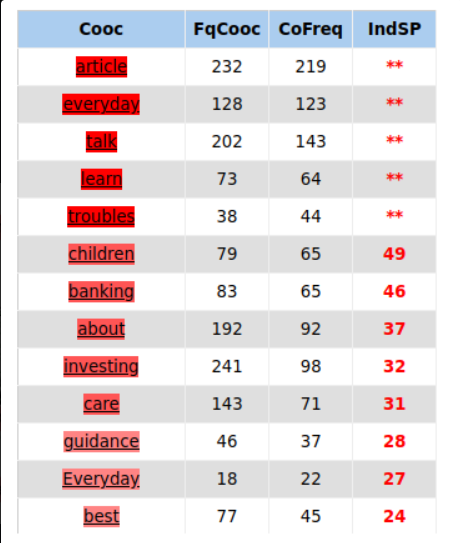 Cooc FqCooc CoFreq IndSP
article 232 219 **
everyday 128 123 **
talk 202 143 **
learn 73 64 **
troubles 38 44 **
children 79 65 49
banking 83 65 46
about 192 92 37
investing 241 98 32
care 143 71 31
guidance 46 37 28
Everyday 18 22 27
best 77 45 24